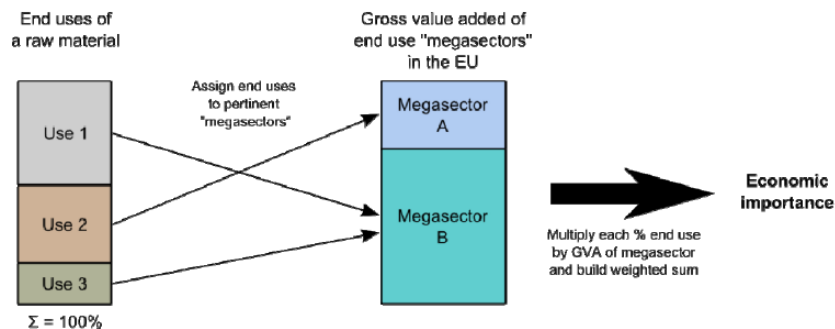 End uses of
a raw material
Gross value added of
end use "megasectors"
in the EU
Assign end uses
to pertinent
"megasectors"
Use 1
Use 2
Use 3
Σ = 100%
Megasector
A
Megasector
B
Multiply each % end use
by GVA of megasector
and build weighted sum
Economic
importance